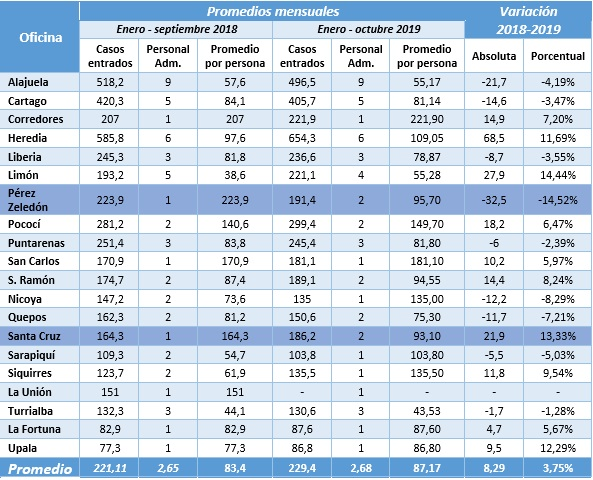 Oficina Promedios mensuales Variación 2018-2019
Enero - septiembre 2018 Enero - octubre 2019
Casos entrados Personal Adm. Promedio por persona Casos entrados Personal Adm. Promedio por persona Absoluta Porcentual
Alajuela 518,2 9 57,6 496,5 9 55,17 -21,7 -4,19%
Cartago 420,3 5 84,1 405,7 5 81,14 -14,6 -3,47%
Corredores 207 1 207 221,9 1 221,90 14,9 7,20%
Heredia 585,8 6 97,6 654,3 6 109,05 68,5 11,69%
Liberia 245,3 3 81,8 236,6 3 78,87 -8,7 -3,55%
Limón 193,2 5 38,6 221,1 4 55,28 27,9 14,44%
Pérez Zeledón 223,9 1 223,9 191,4 2 95,70 -32,5 -14,52%
Pococí 281,2 2 140,6 299,4 2 149,70 18,2 6,47%
Puntarenas 251,4 3 83,8 245,4 3 81,80 -6 -2,39%
San Carlos 170,9 1 170,9 181,1 1 181,10 10,2 5,97%
S. Ramón 174,7 2 87,4 189,1 2 94,55 14,4 8,24%
Nicoya 147,2 2 73,6 135 1 135,00 -12,2 -8,29%
Quepos 162,3 2 81,2 150,6 2 75,30 -11,7 -7,21%
Santa Cruz 164,3 1 164,3 186,2 2 93,10 21,9 13,33%
Sarapiquí 109,3 2 54,7 103,8 1 103,80 -5,5 -5,03%
Siquirres 123,7 2 61,9 135,5 1 135,50 11,8 9,54%
La Unión 151 1 151 - 1 - - -
Turrialba 132,3 3 44,1 130,6 3 43,53 -1,7 -1,28%
La Fortuna 82,9 1 82,9 87,6 1 87,60 4,7 5,67%
Upala 77,3 1 77,3 86,8 1 86,80 9,5 12,29%
Promedio 221,11 2,65 83,4 229,4 2,68 87,17 8,29 3,75%